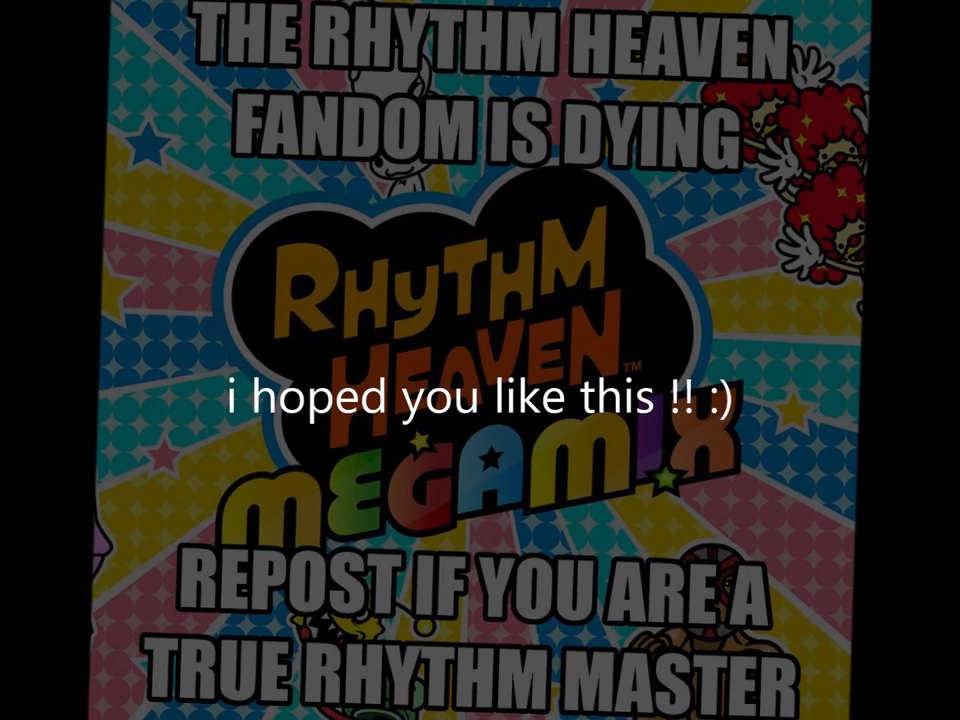 THE RHYTHM HEAVEN
FANDOM IS DYING
RHYTHM
HEAVEN™
i hoped you like this !! :)
MEGAMIX
REPOST IF YOU ARE A
TRUE RHYTHM MASTER